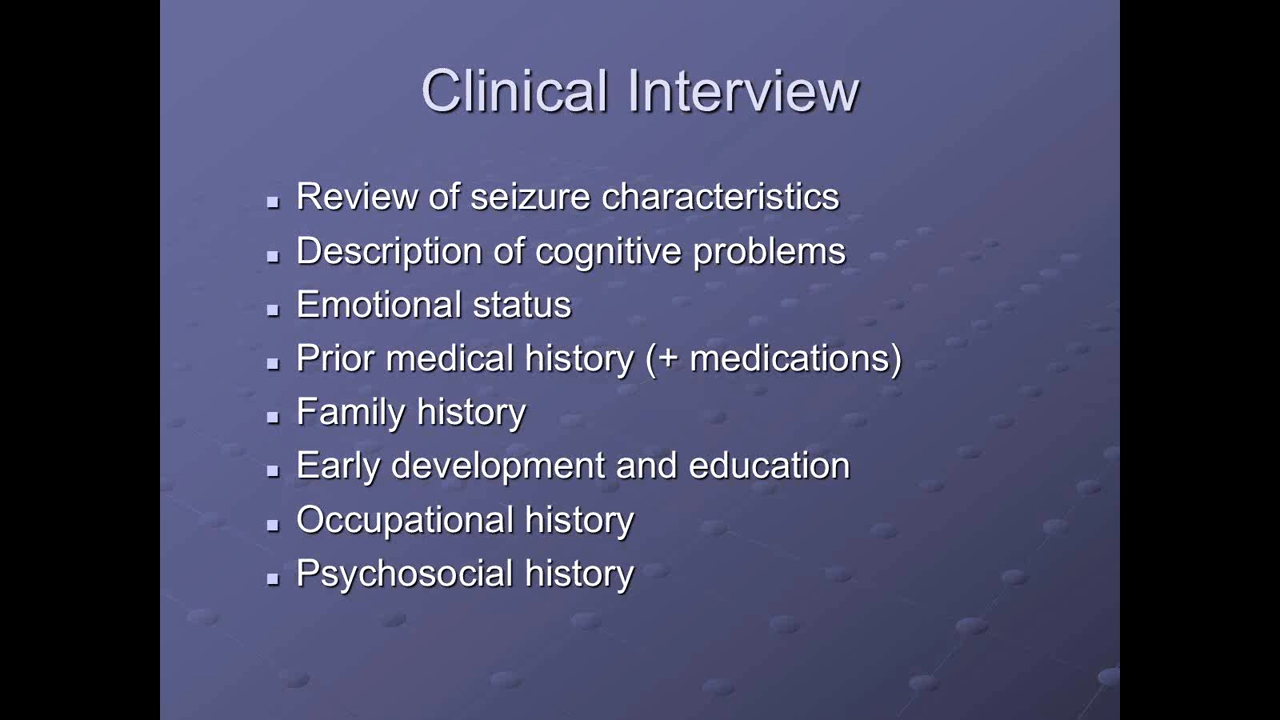 Clinical Interview
Review of seizure characteristics
Description of cognitive problems
Emotional status
Prior medical history (+ medications)
Family history
Early development and education
Occupational history
Psychosocial history